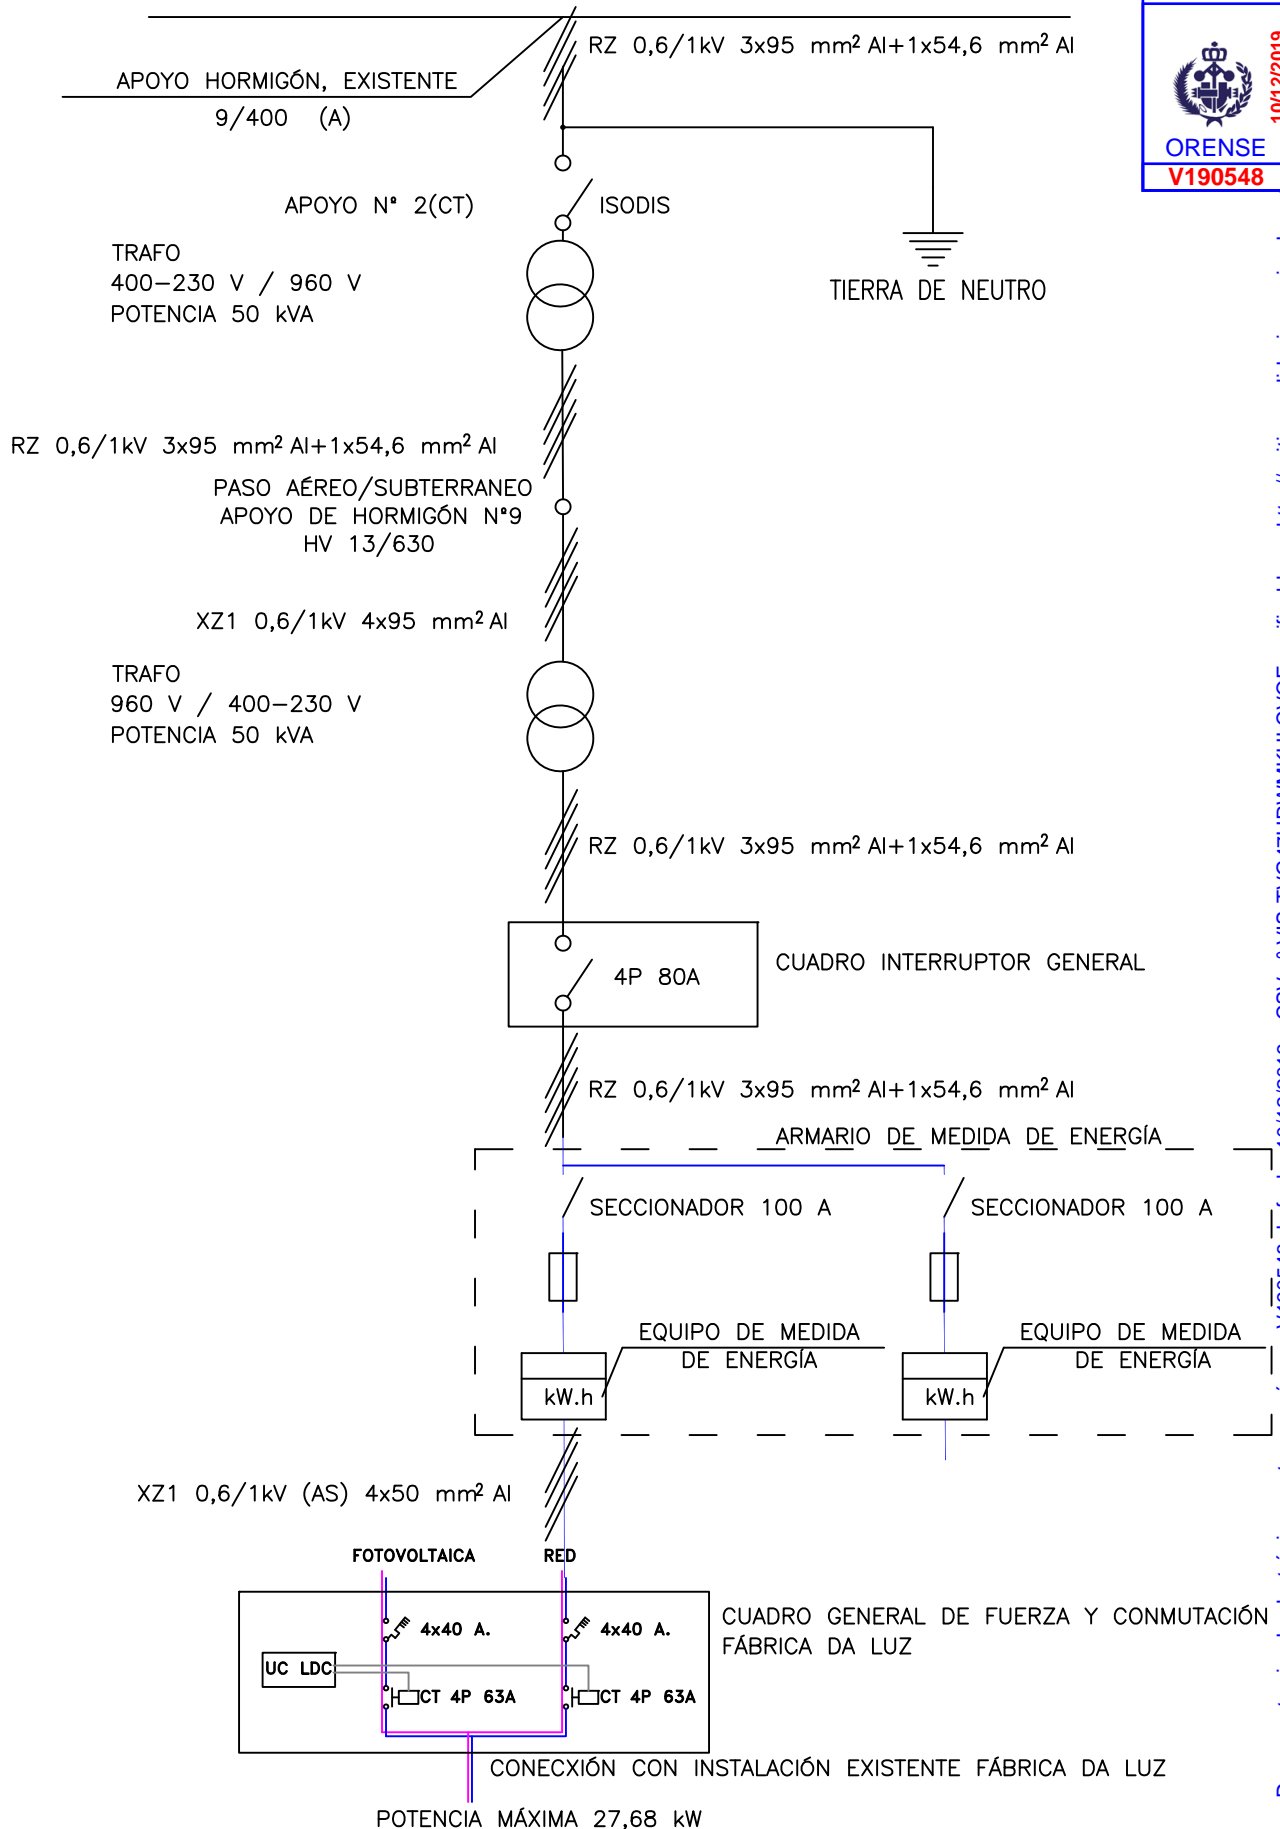 RZ 0,6/1kV 3x95 mm² Al+1x54,6 mm² Al
APOYO HORMIGÓN, EXISTENTE
9/400 (A)
10/12/2019
ORENSE
V190548
APOYO Nº 2(CT)
ISODIS
TRAFO
400-230 V / 960 V
POTENCIA 50 kVA
TIERRA DE NEUTRO
RZ 0,6/1kV 3x95 mm² Al+1x54,6 mm² Al
PASO AÉREO/SUBTERRANEO
APOYO DE HORMIGÓN Nº9
HV 13/630
XZ1 0,6/1kV 4x95 mm² Al
TRAFO
960 V / 400-230 V
POTENCIA 50 kVA
RZ 0,6/1kV 3x95 mm² Al+1x54,6 mm² Al
4P 80A
CUADRO INTERRUPTOR GENERAL
RZ 0,6/1kV 3x95 mm² Al+1x54,6 mm² Al
ARMARIO DE MEDIDA DE ENERGÍA
SECCIONADOR 100 A
SECCIONADOR 100 A
EQUIPO DE MEDIDA
DE ENERGÍA
EQUIPO DE MEDIDA
DE ENERGÍA
kW.h
kW.h
XZ1 0,6/1kV (AS) 4x50 mm² Al
FOTOVOLTAICA
RED
4x40 A.
4x40 A.
UC LDC
CT 4P 63A
CT 4P 63A
CUADRO GENERAL DE FUERZA Y CONMUTACIÓN
FÁBRICA DA LUZ
CONECXIÓN CON INSTALACIÓN EXISTENTE FÁBRICA DA LUZ
POTENCIA MÁXIMA 27,68 kW